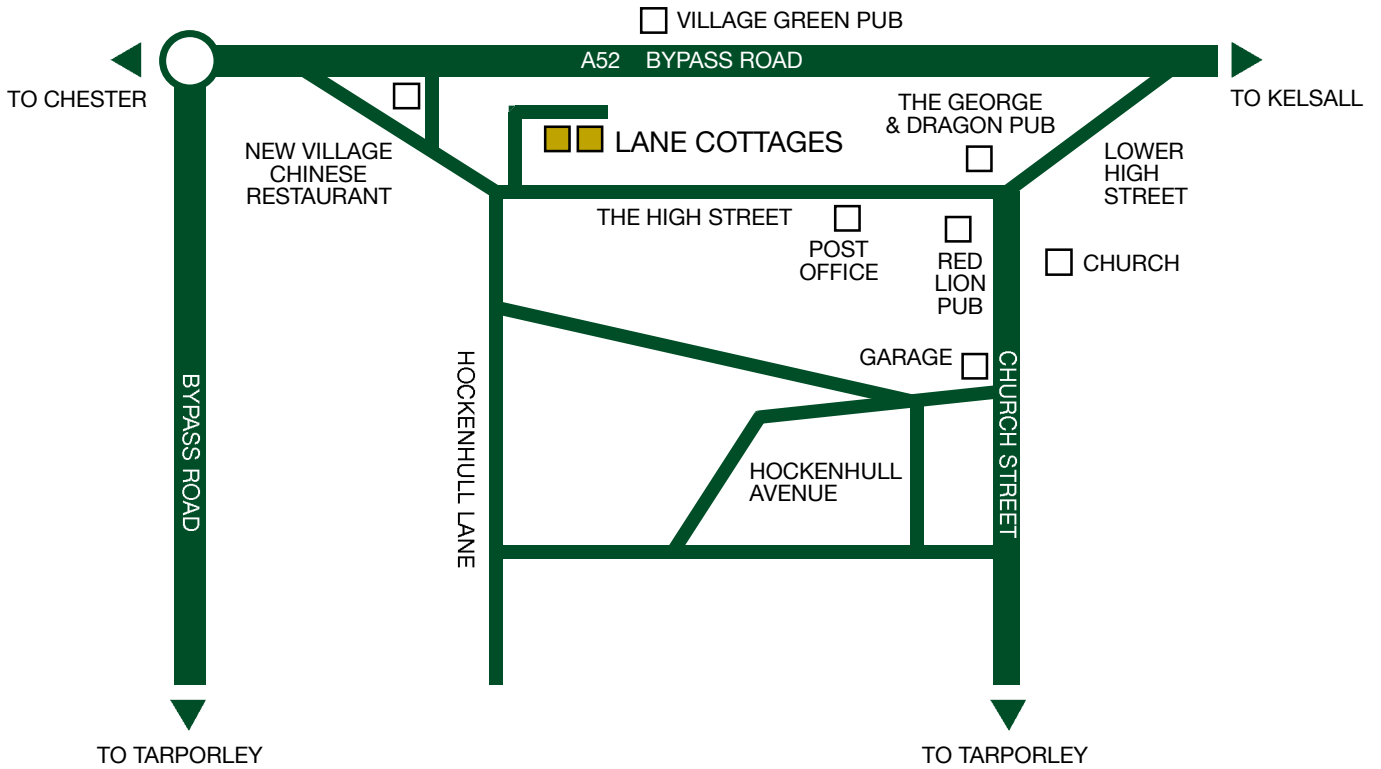 VILLAGE GREEN PUB
A52 BYPASS ROAD
TO CHESTER
TO KELSALL
THE GEORGE
& DRAGON PUB
LANE COTTAGES
NEW VILLAGE
CHINESE
RESTAURANT
LOWER
HIGH
STREET
THE HIGH STREET
POST
OFFICE
RED
LION
PUB
CHURCH
GARAGE
BYPASS ROAD
HOCKENHULL LANE
CHURCH STREET
HOCKENHULL
AVENUE
TO TARPORLEY
TO TARPORLEY